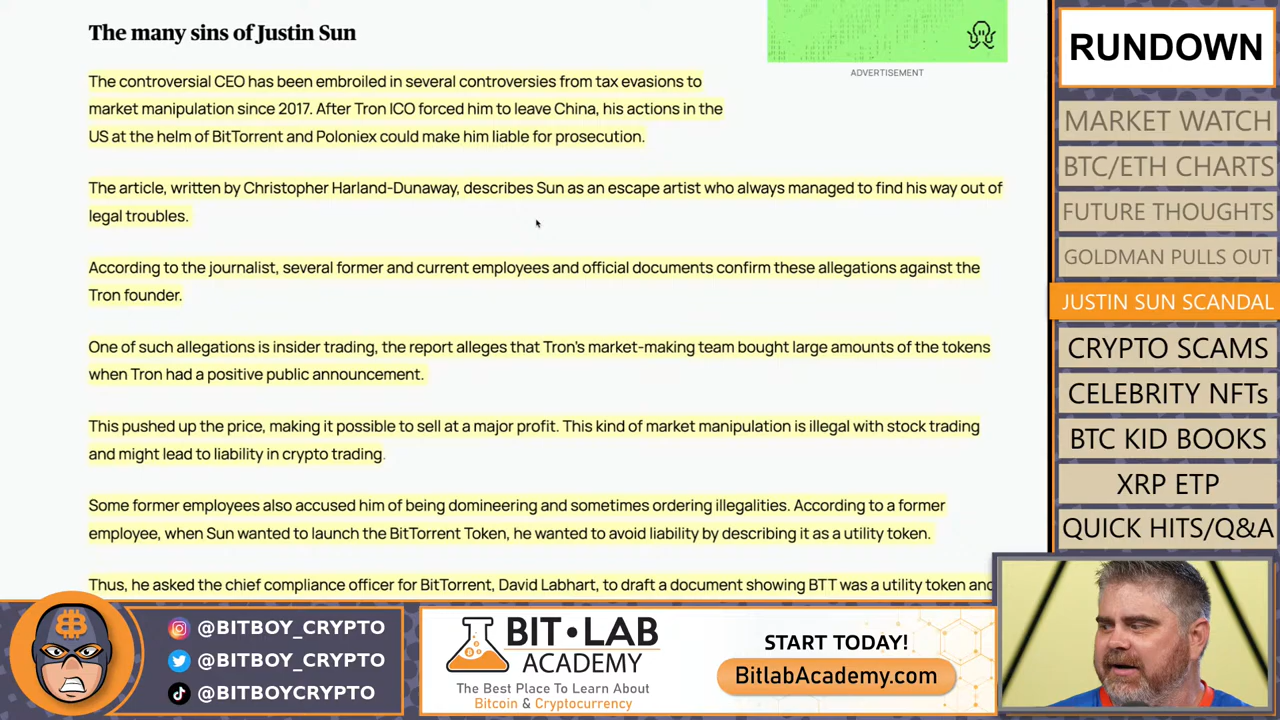 The many sins of Justin Sun
ADVERTISEMENT
The controversial CEO has been embroiled in several controversies from tax evasions to
market manipulation since 2017. After Tron ICO forced him to leave China, his actions in the
US at the helm of BitTorrent and Poloniex could make him liable for prosecution.
The article, written by Christopher Harland-Dunaway, describes Sun as an escape artist who always managed to find his way out of
legal troubles.
According to the journalist, several former and current employees and official documents confirm these allegations against the
Tron founder.
One of such allegations is insider trading, the report alleges that Tron's market-making team bought large amounts of the tokens
when Tron had a positive public announcement.
This pushed up the price, making it possible to sell at a major profit. This kind of market manipulation is illegal with stock trading
and might lead to liability in crypto trading.
Some former employees also accused him of being domineering and sometimes ordering illegalities. According to a former
employee, when Sun wanted to launch the BitTorrent Token, he wanted to avoid liability by describing it as a utility token.
Thus, he asked the chief compliance officer for BitTorrent, David Labhart, to draft a document showing BTT was a utility token and
RUNDOWN
MARKET WATCH
BTC/ETH CHARTS
FUTURE THOUGHTS
GOLDMAN PULLS OUT
JUSTIN SUN SCANDAL
CRYPTO SCAMS
CELEBRITY NFTs
BTC KID BOOKS
XRP ETP
QUICK HITS/Q&A
@BITBOY_CRYPTO
@BITBOY_CRYPTO
@BITBOYCRYPTO
BIT•LAB
ACADEMY
The Best Place To Learn About
Bitcoin & Cryptocurrency
START TODAY!
BitlabAcademy.com